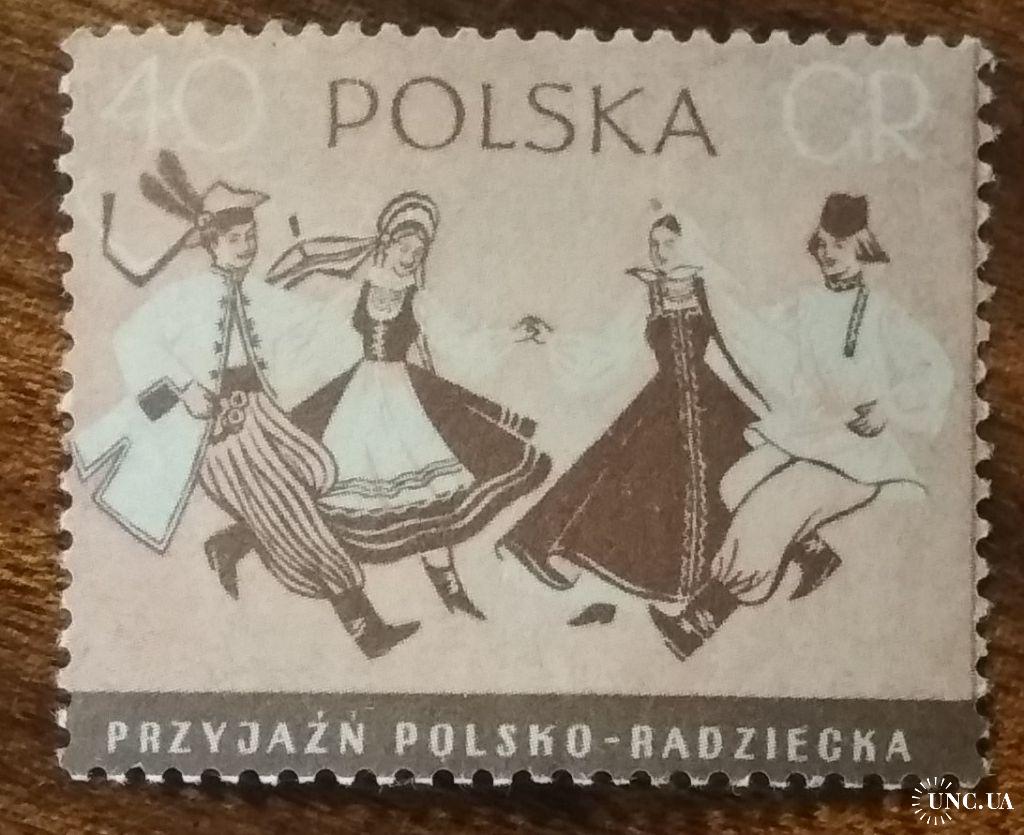 40 POLSKA GR
PRZYJAŹŃ POLSKO-RADZIECKA
UNC.UA